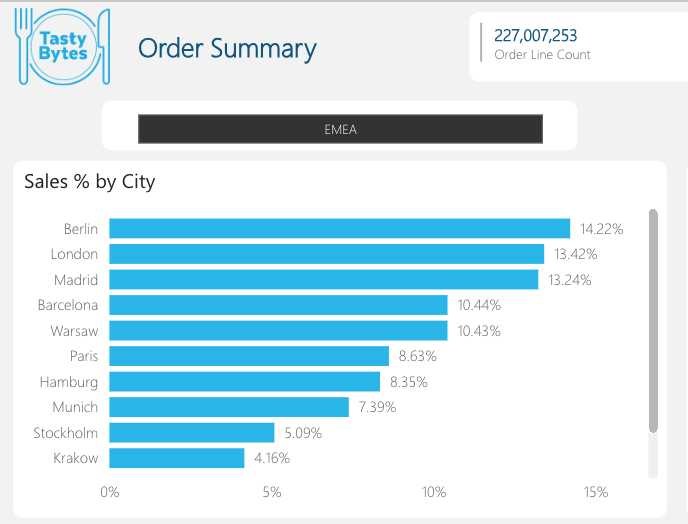 Tasty
Bytes
Order Summary
227,007,253
Order Line Count
EMEA
Sales % by City
Berlin 14.22%
London 13.42%
Madrid 13.24%
Barcelona 10.44%
Warsaw 10.43%
Paris 8.63%
Hamburg 8.35%
Munich 7.39%
Stockholm 5.09%
Krakow 4.16%
0% 5% 10% 15%